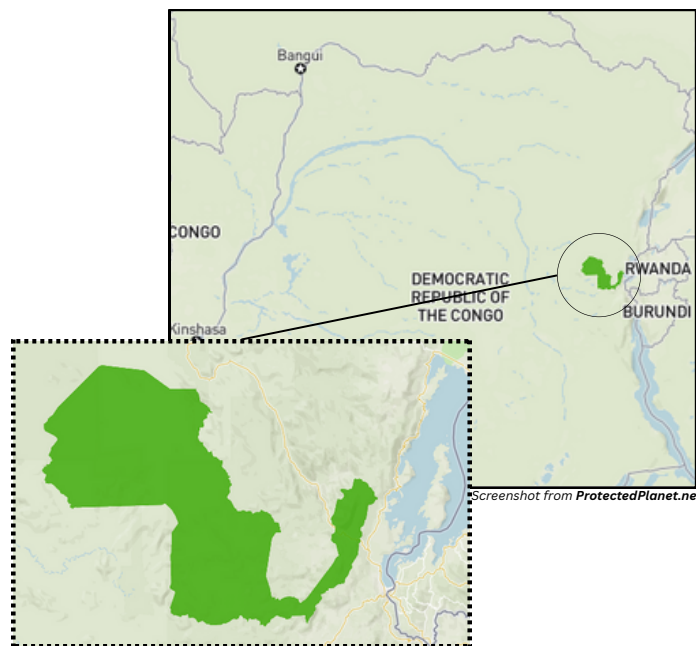 Bangui
CONGO
DEMOCRATIC
REPUBLIC OF
THE CONGO
RWANDA
BURUNDI
Kinshasa
Screenshot from ProtectedPlanet.ne